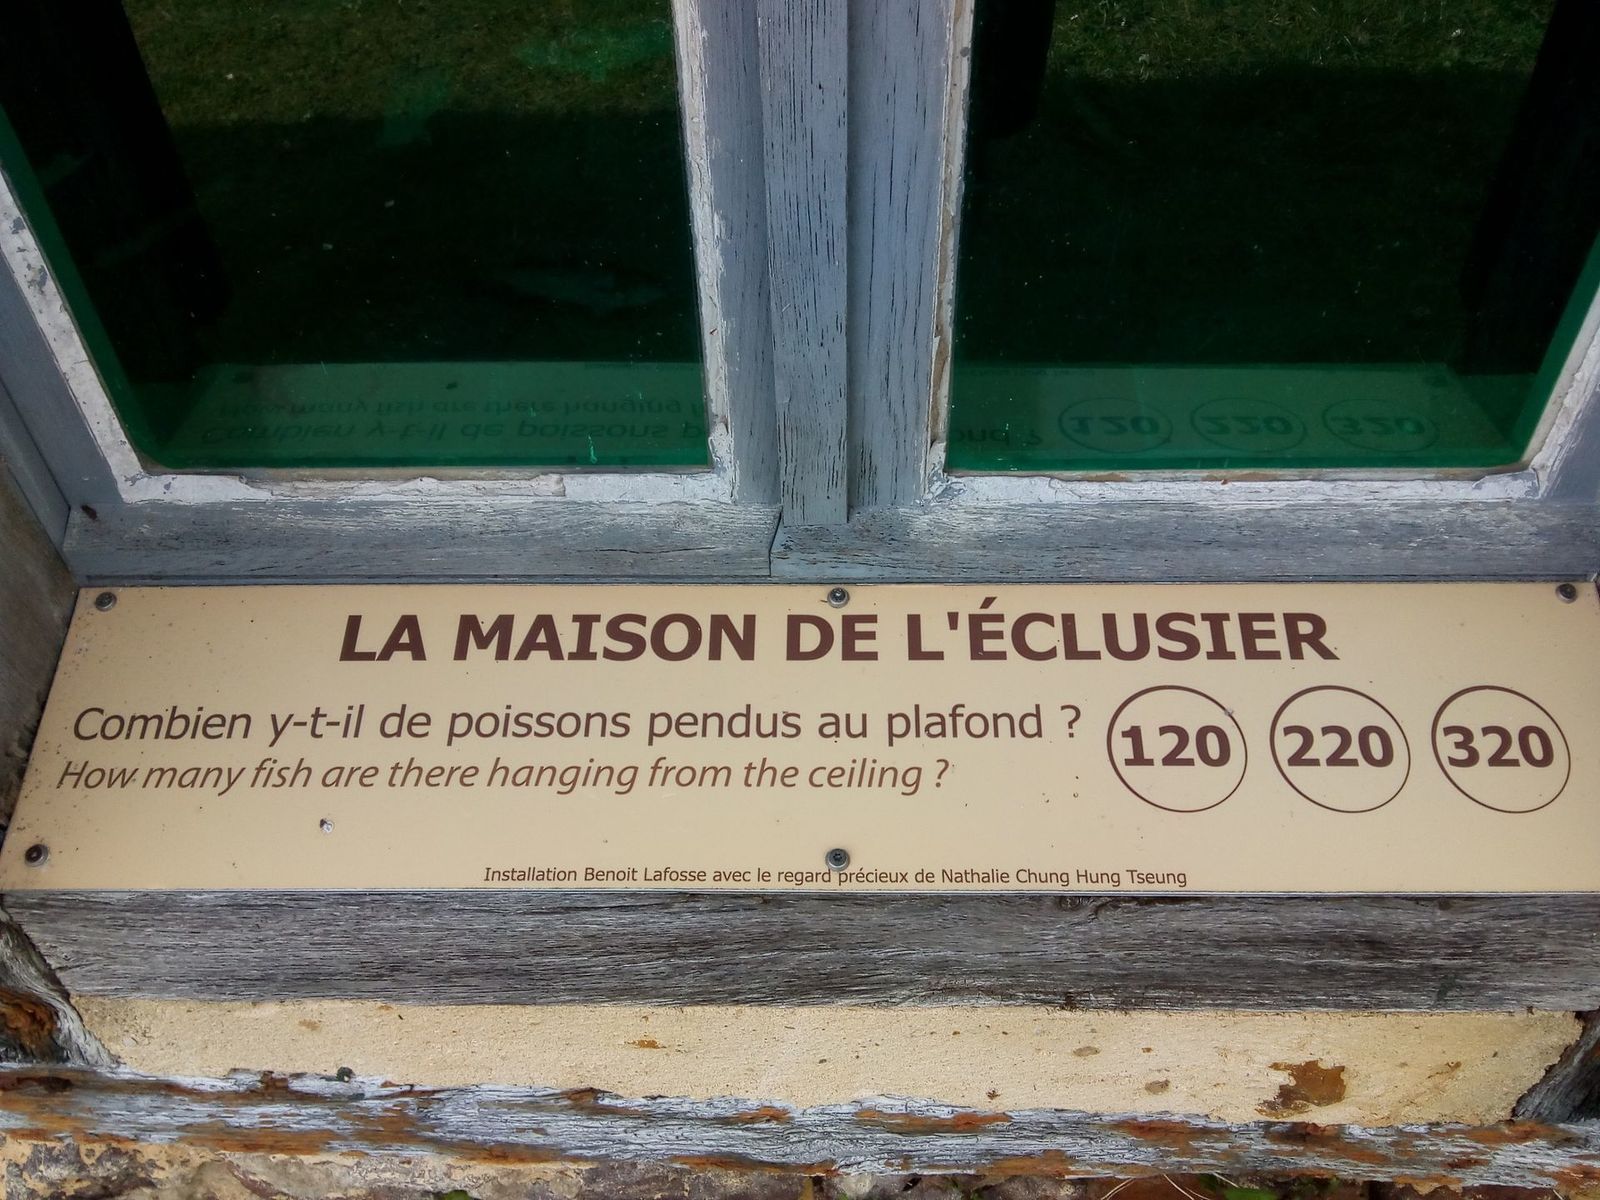 LA MAISON DE L'ÉCLUSIER
Combien y-t-il de poissons pendus au plafond ? 120 220 320
How many fish are there hanging from the ceiling ?
Installation Benoit Lafosse avec le regard précieux de Nathalie Chung Hung Tseung